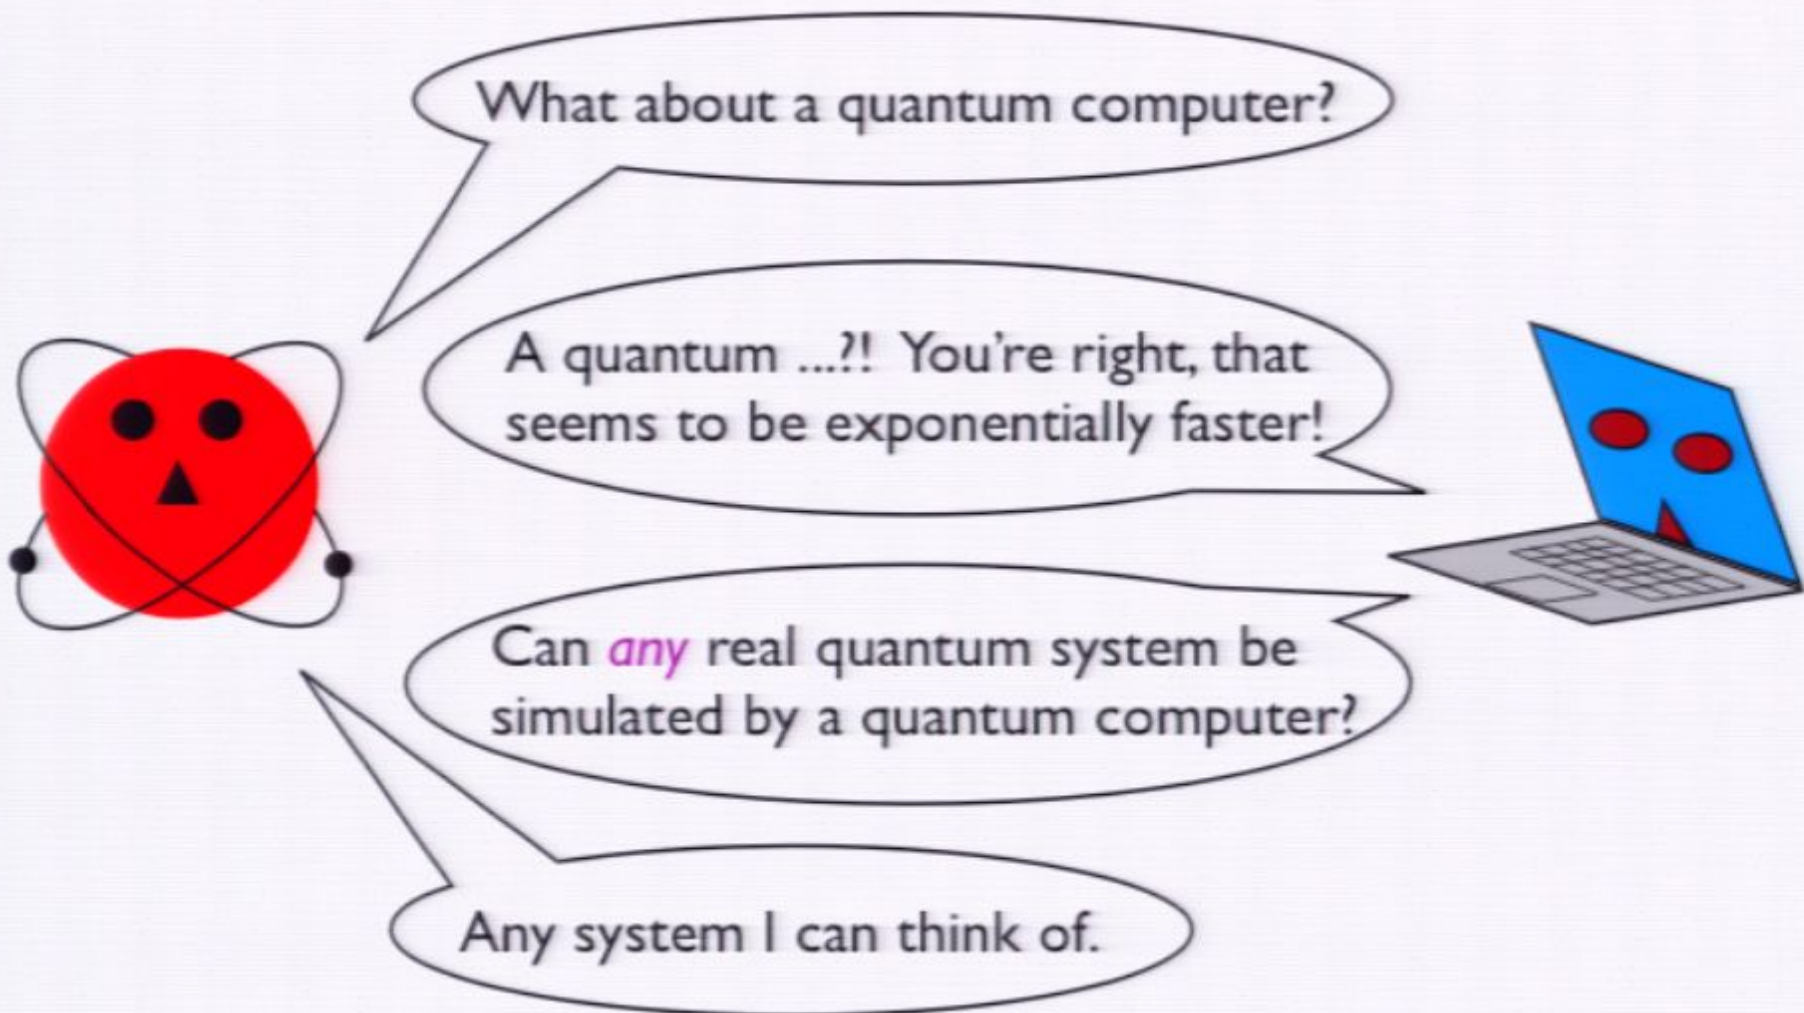 What about a quantum computer?
A quantum ...?! You're right, that
seems to be exponentially faster!
Can any real quantum system be
simulated by a quantum computer?
Any system I can think of.